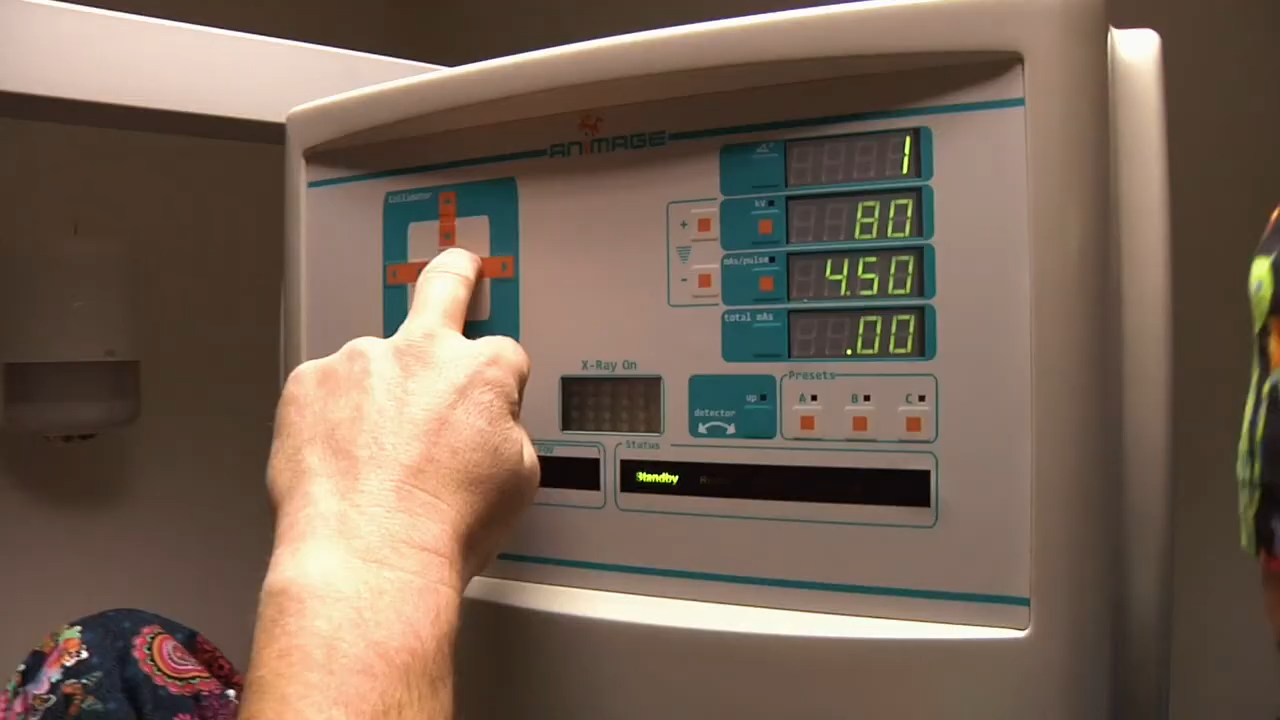 ANIMAGE
Collimator
1
kV
80
+
mAs/pulse
4.50
-
total mAs
.00
X-Ray On
up
detector
Presets
A B C
FOV
Status
Standby